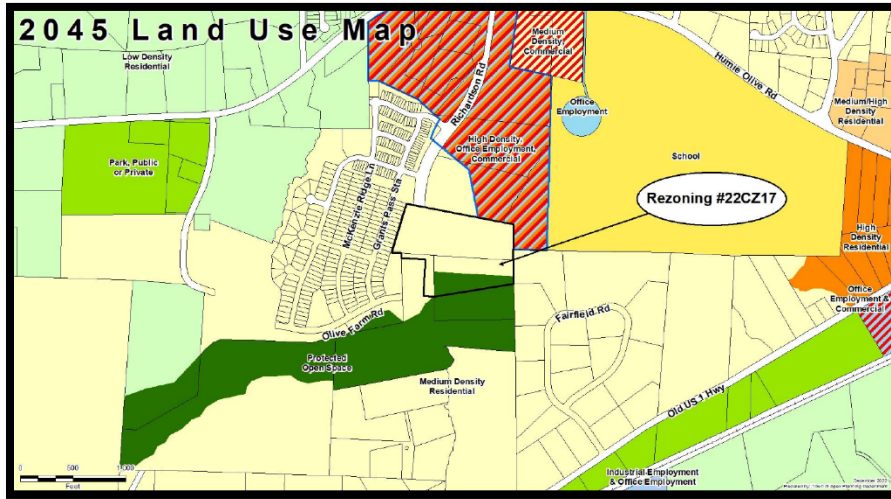 2045 Land Use Map
Low Density
Residential
Medium
Density,
Commercial
Humie Olive Rd
Richardson Rd
Office
Employment
Medium/High
Density
Residential
Park, Public
or Private
High Density,
Office Employment,
Commercial
School
McKenzie Ridge Ln
Grants Pass Sta
Rezoning #22CZ17
High
Density
Residential
Office
Employment &
Commercial
Olive Farm Rd
Fairfield Rd
Protected
Open Space
Medium Density
Residential
Old US 1 Hwy
Industrial Employment
& Office Employment
0 500 1,000
Feet
December 2022